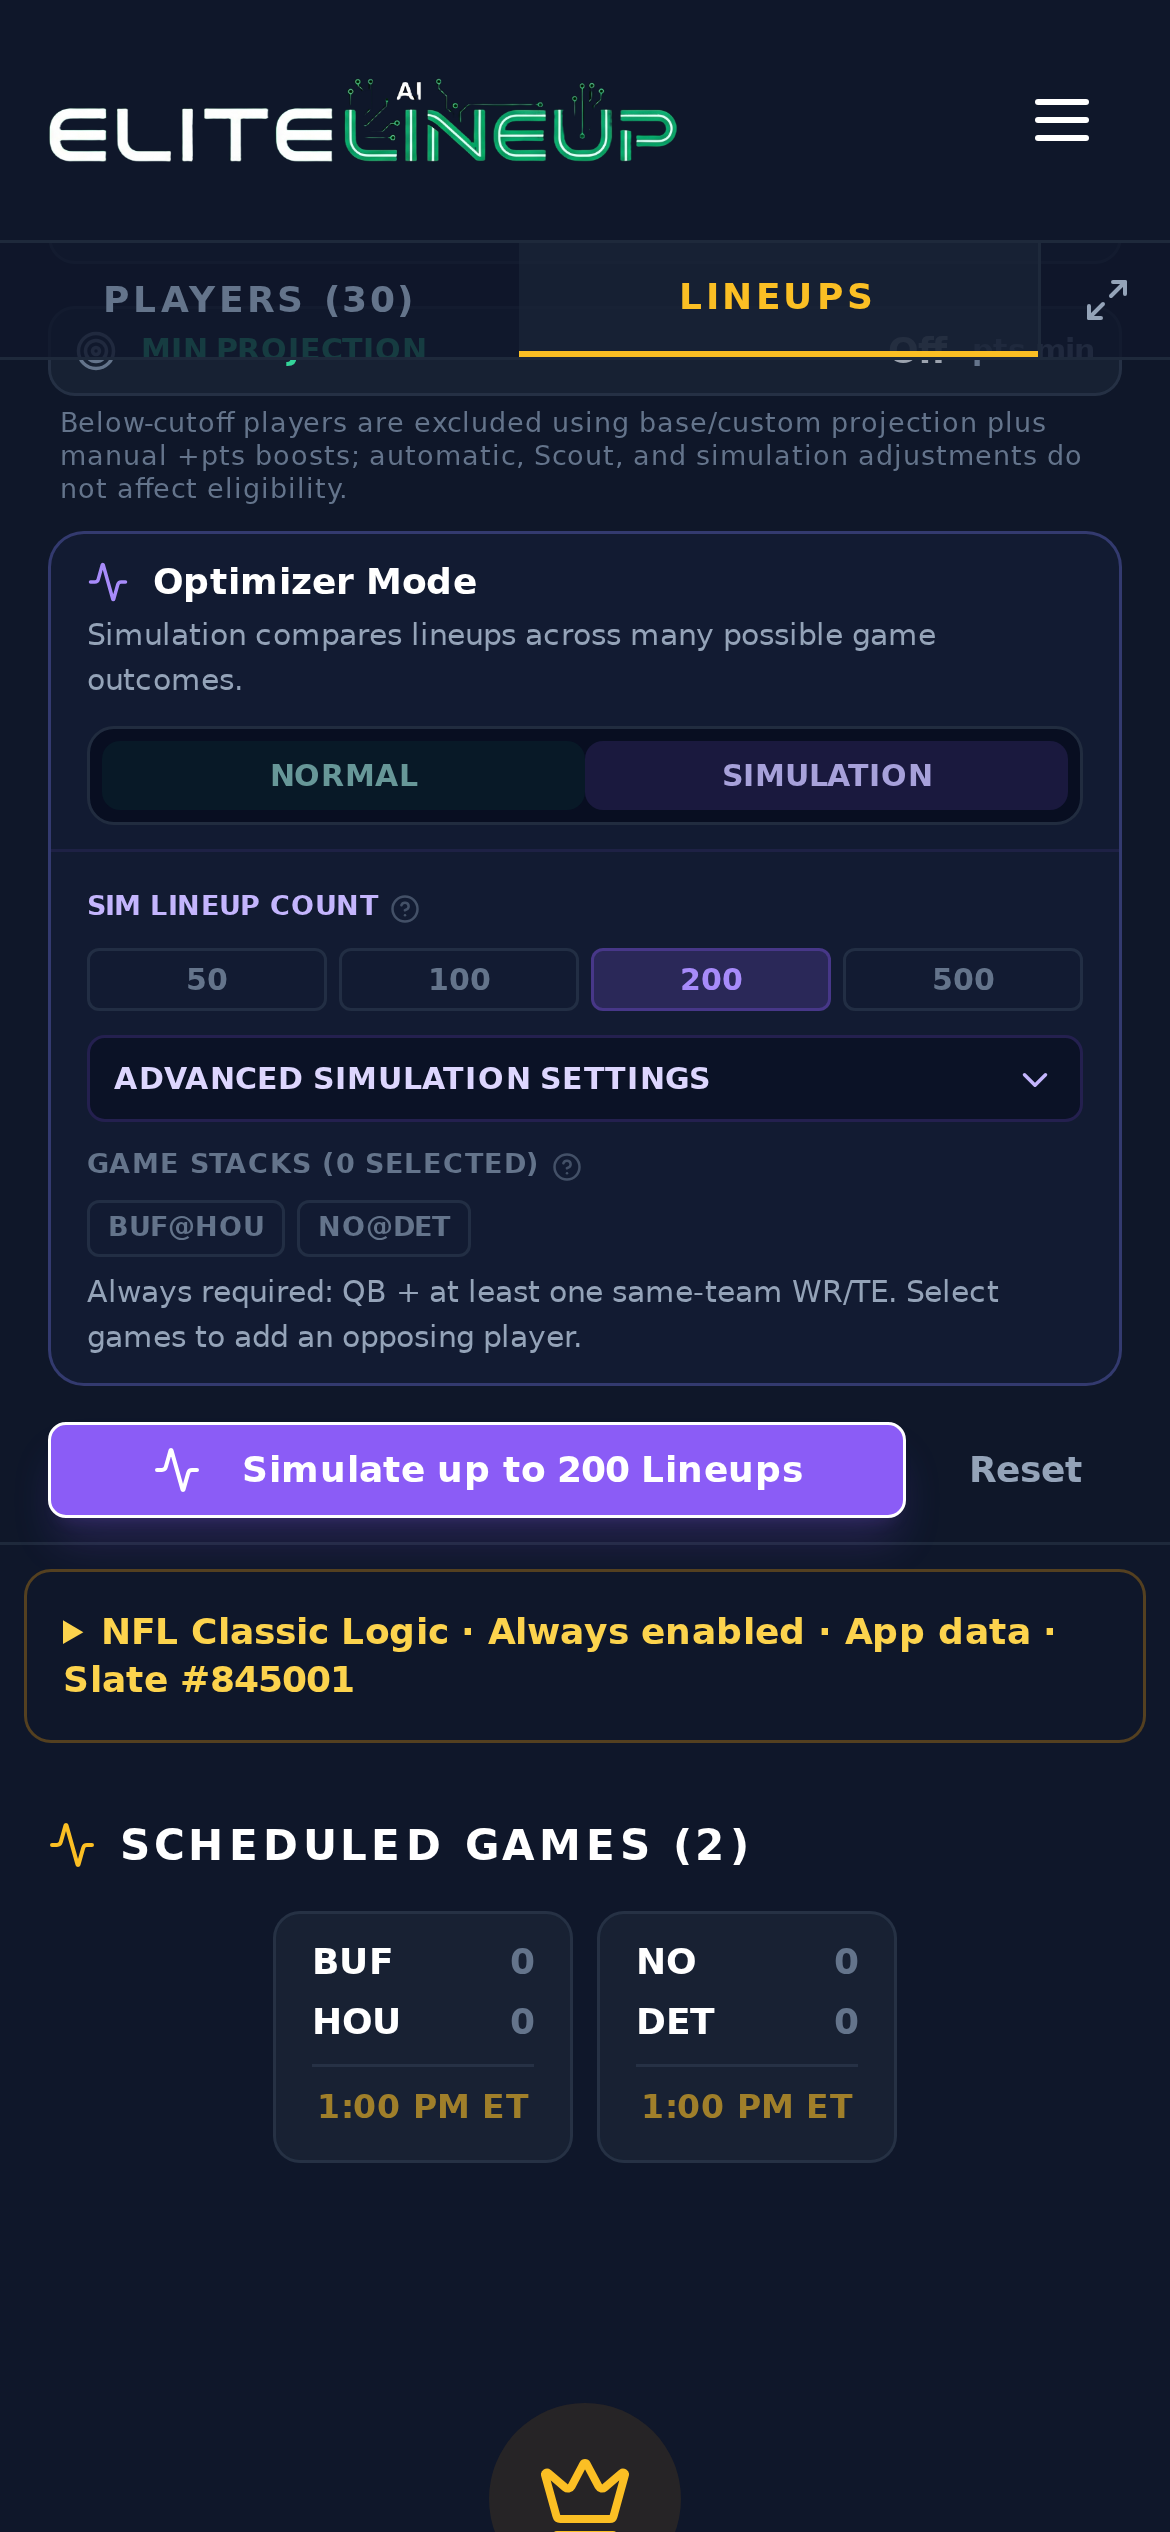 ELITELINEUP AI
PLAYERS (30)
LINEUPS
MIN PROJECTION
Off pts min
Below-cutoff players are excluded using base/custom projection plus
manual +pts boosts; automatic, Scout, and simulation adjustments do
not affect eligibility.
Optimizer Mode
Simulation compares lineups across many possible game
outcomes.
NORMAL
SIMULATION
SIM LINEUP COUNT ?
50
100
200
500
ADVANCED SIMULATION SETTINGS
GAME STACKS (0 SELECTED) ?
BUF@HOU
NO@DET
Always required: QB + at least one same-team WR/TE. Select
games to add an opposing player.
Simulate up to 200 Lineups
Reset
▶ NFL Classic Logic · Always enabled · App data ·
Slate #845001
SCHEDULED GAMES (2)
BUF 0
HOU 0
1:00 PM ET
NO 0
DET 0
1:00 PM ET